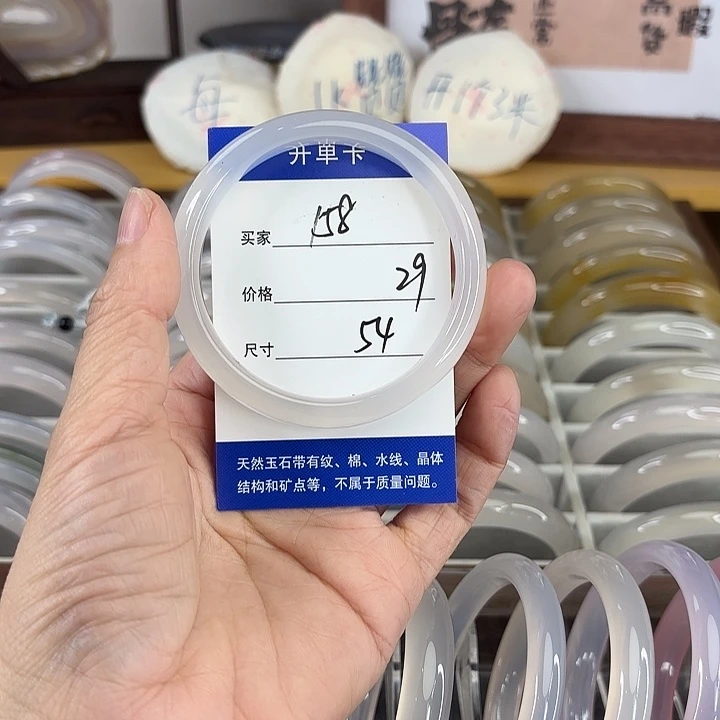 每
开单卡
买家 158
价格 29
尺寸 54
天然玉石带有纹、棉、水线、晶体
结构和矿点等，不属于质量问题。